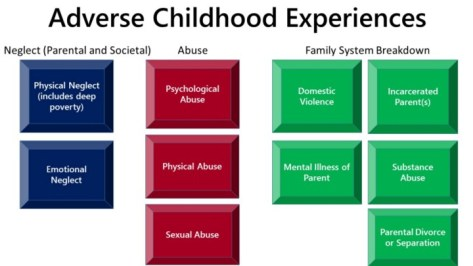 Adverse Childhood Experiences
Neglect (Parental and Societal)
Abuse
Family System Breakdown
Physical Neglect
(includes deep
poverty)
Psychological
Abuse
Domestic
Violence
Incarcerated
Parent(s)
Emotional
Neglect
Physical Abuse
Mental Illness of
Parent
Substance
Abuse
Sexual Abuse
Parental Divorce
or Separation